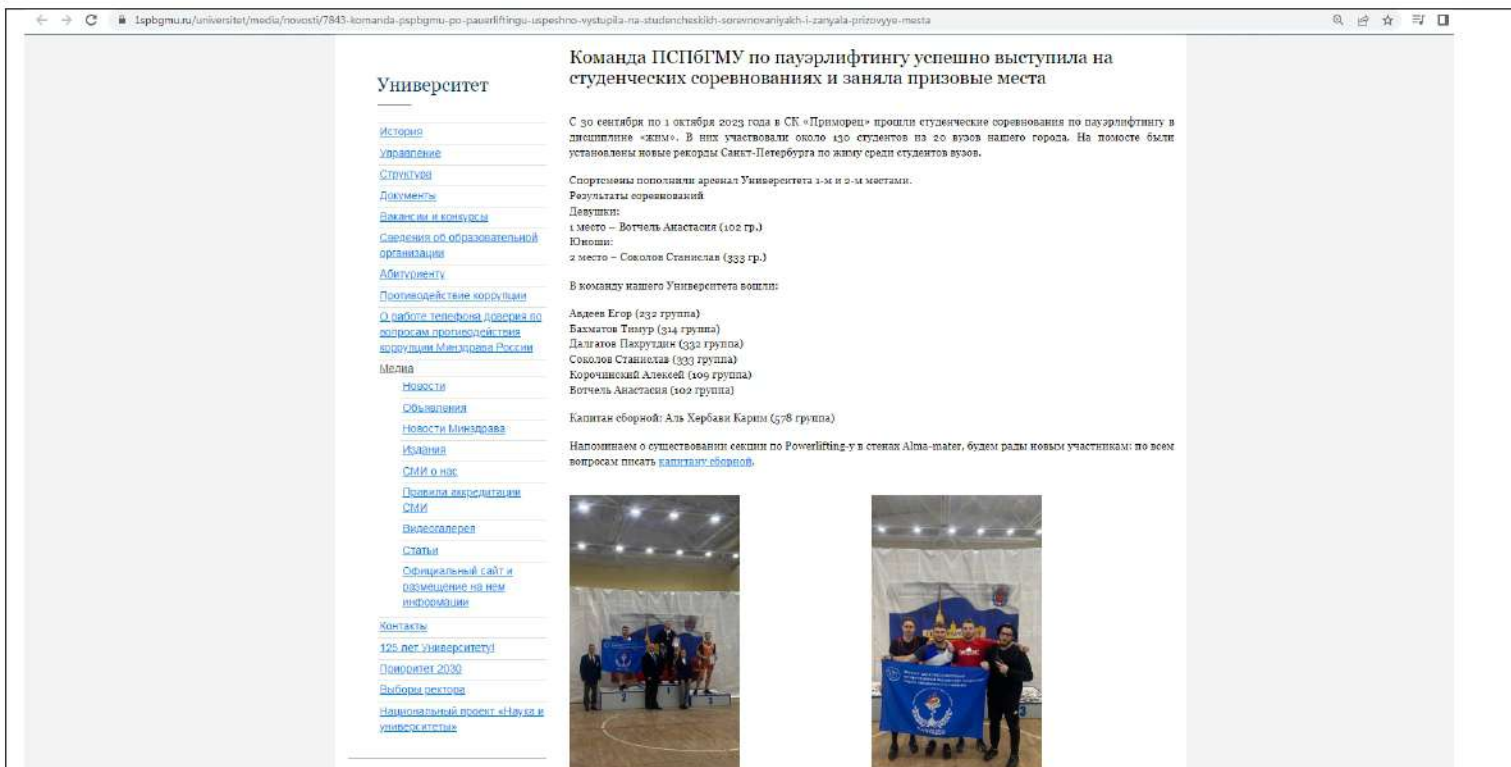 1spbgmu.ru/universitet/media/novosti/7843-komanda-pspbgmu-po-pauerliftingu-uspeshno-vystupila-na-studencheskikh-sorevnovaniyakh-i-zanyala-prizovyye-mesta
Университет
История
Управление
Структура
Документы
Вакансии и конкурсы
Сведения об образовательной
организации
Абитуриенту
Противодействие коррупции
О работе телефона доверия по
вопросам противодействия
коррупции Минздрава России
Медиа
Новости
Объявления
Новости Минздрава
Издания
СМИ о нас
Правила аккредитации
СМИ
Видеогалерея
Статьи
Официальный сайт и
размещение на нем
информации
Контакты
125 лет Университету!
Приоритет 2030
Выборы ректора
Национальный проект «Наука и
университеты»
Команда ПСПбГМУ по пауэрлифтингу успешно выступила на
студенческих соревнованиях и заняла призовые места
С 30 сентября по 1 октября 2023 года в СК «Приморец» прошли студенческие соревнования по пауэрлифтингу в
дисциплине «жим». В них участвовали около 130 студентов из 20 вузов нашего города. На помосте были
установлены новые рекорды Санкт-Петербурга по жиму среди студентов вузов.
Спортсмены пополнили арсенал Университета 1-м и 2-м местами.
Результаты соревнований
Девушки:
1 место – Вотчель Анастасия (102 гр.)
Юноши:
2 место – Соколов Станислав (333 гр.)
В команду нашего Университета вошли:
Авдеев Егор (232 группа)
Бахматов Тимур (314 группа)
Далгатов Пахрутдин (332 группа)
Соколов Станислав (333 группа)
Корочинский Алексей (109 группа)
Вотчель Анастасия (102 группа)
Капитан сборной: Аль Хербави Карим (578 группа)
Напоминаем о существовании секции по Powerlifting-у в стенах Alma-mater, будем рады новым участникам: по всем
вопросам писать капитану сборной.